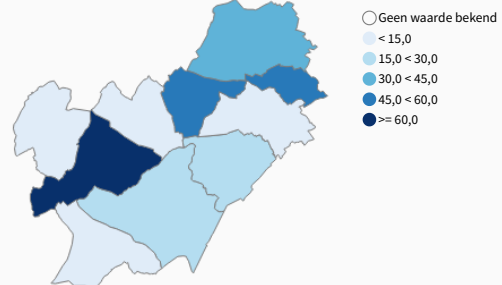 Geen waarde bekend
< 15,0
15,0 < 30,0
30,0 < 45,0
45,0 < 60,0
>= 60,0